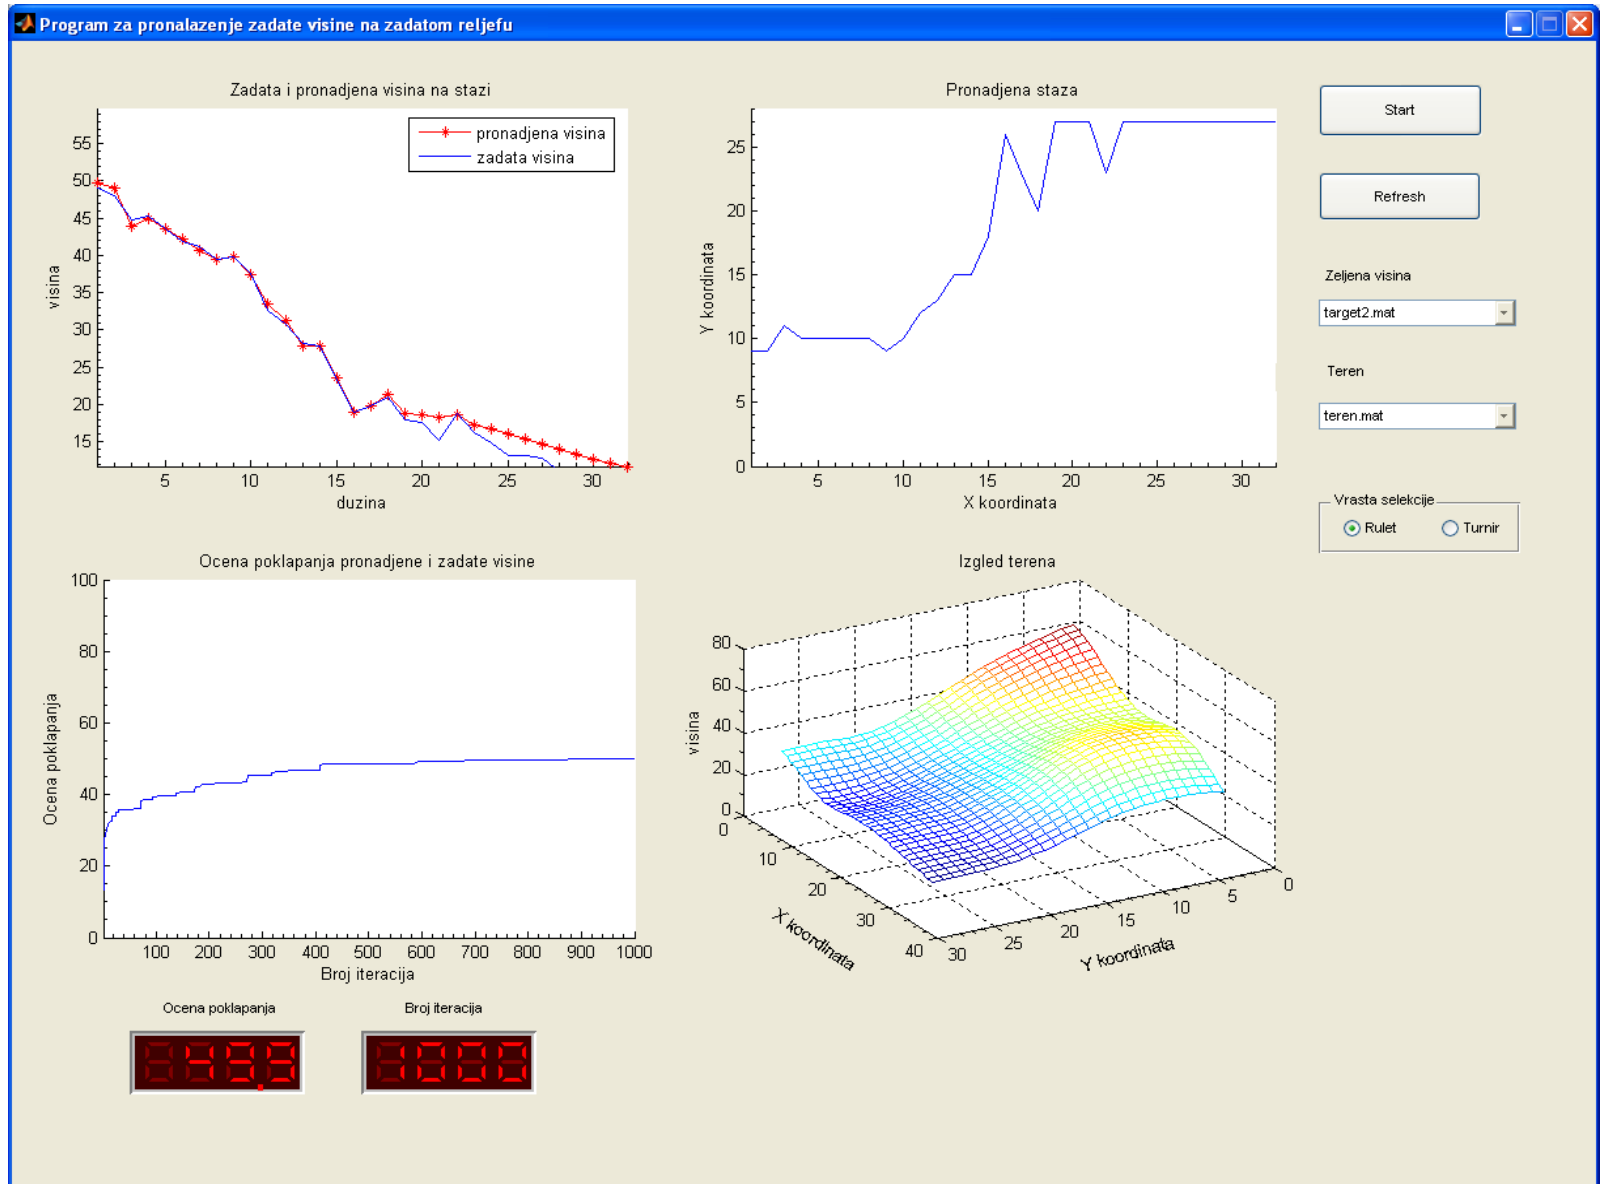 Program za pronalazenje zadate visine na zadatom reljefu
Zadata i pronadjena visina na stazi
pronadjena visina
zadata visina
visina
55
50
45
40
35
30
25
20
15
5 10 15 20 25 30
duzina
Pronadjena staza
Y koordinata
25
20
15
10
5
0
5 10 15 20 25 30
X koordinata
Start
Refresh
Zeljena visina
target2.mat
Teren
teren.mat
Vrasta selekcije
Rulet Turnir
Ocena poklapanja pronadjene i zadate visine
Ocena poklapanja
100
80
60
40
20
0
100 200 300 400 500 600 700 800 900 1000
Broj iteracija
Izgled terena
visina
80
60
40
20
0
0
10
20
30
40
X koordinata
30
25
20
15
10
5
0
Y koordinata
Ocena poklapanja
Broj iteracija
1000